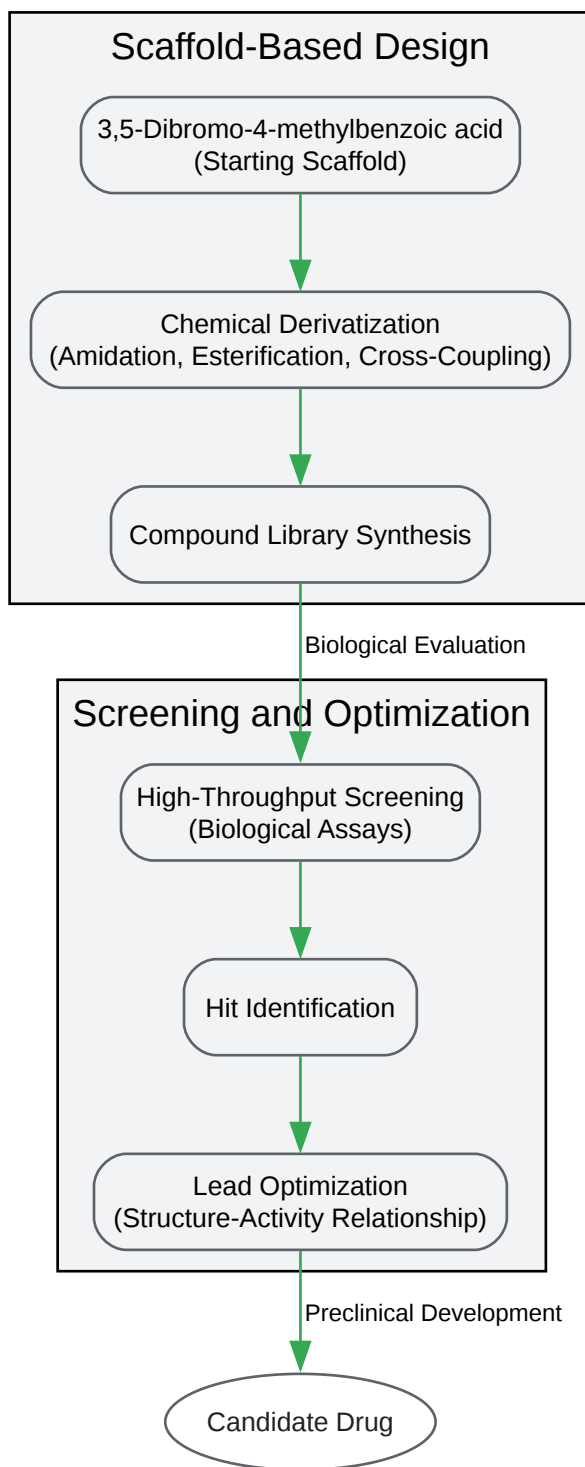 Scaffold-Based Design
3,5-Dibromo-4-methylbenzoic acid
(Starting Scaffold)
Chemical Derivatization
(Amidation, Esterification, Cross-Coupling)
Compound Library Synthesis
Biological Evaluation
Screening and Optimization
High-Throughput Screening
(Biological Assays)
Hit Identification
Lead Optimization
(Structure-Activity Relationship)
Preclinical Development
Candidate Drug